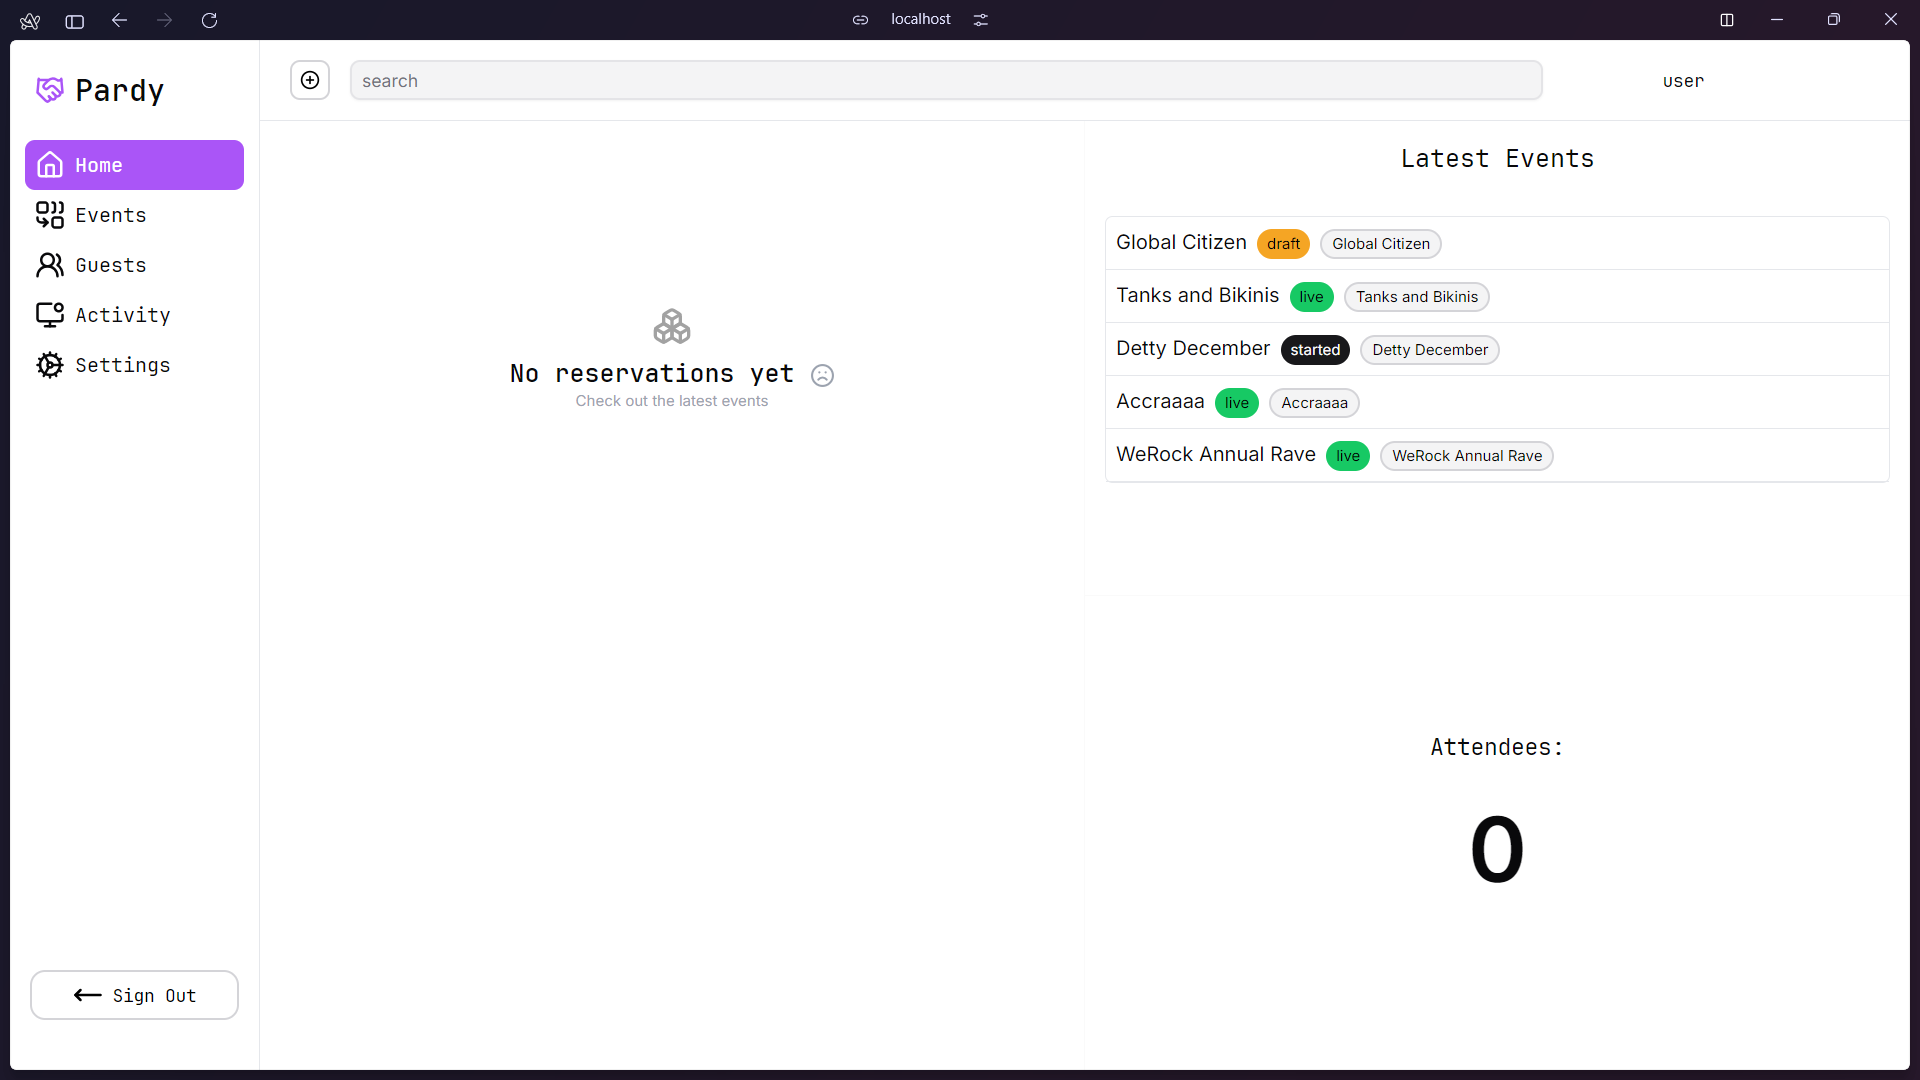 localhost
Pardy
search
user
Home
Events
Guests
Activity
Settings
Sign Out
No reservations yet
Check out the latest events
Latest Events
Global Citizen draft Global Citizen
Tanks and Bikinis live Tanks and Bikinis
Detty December started Detty December
Accraaaa live Accraaaa
WeRock Annual Rave live WeRock Annual Rave
Attendees:
0